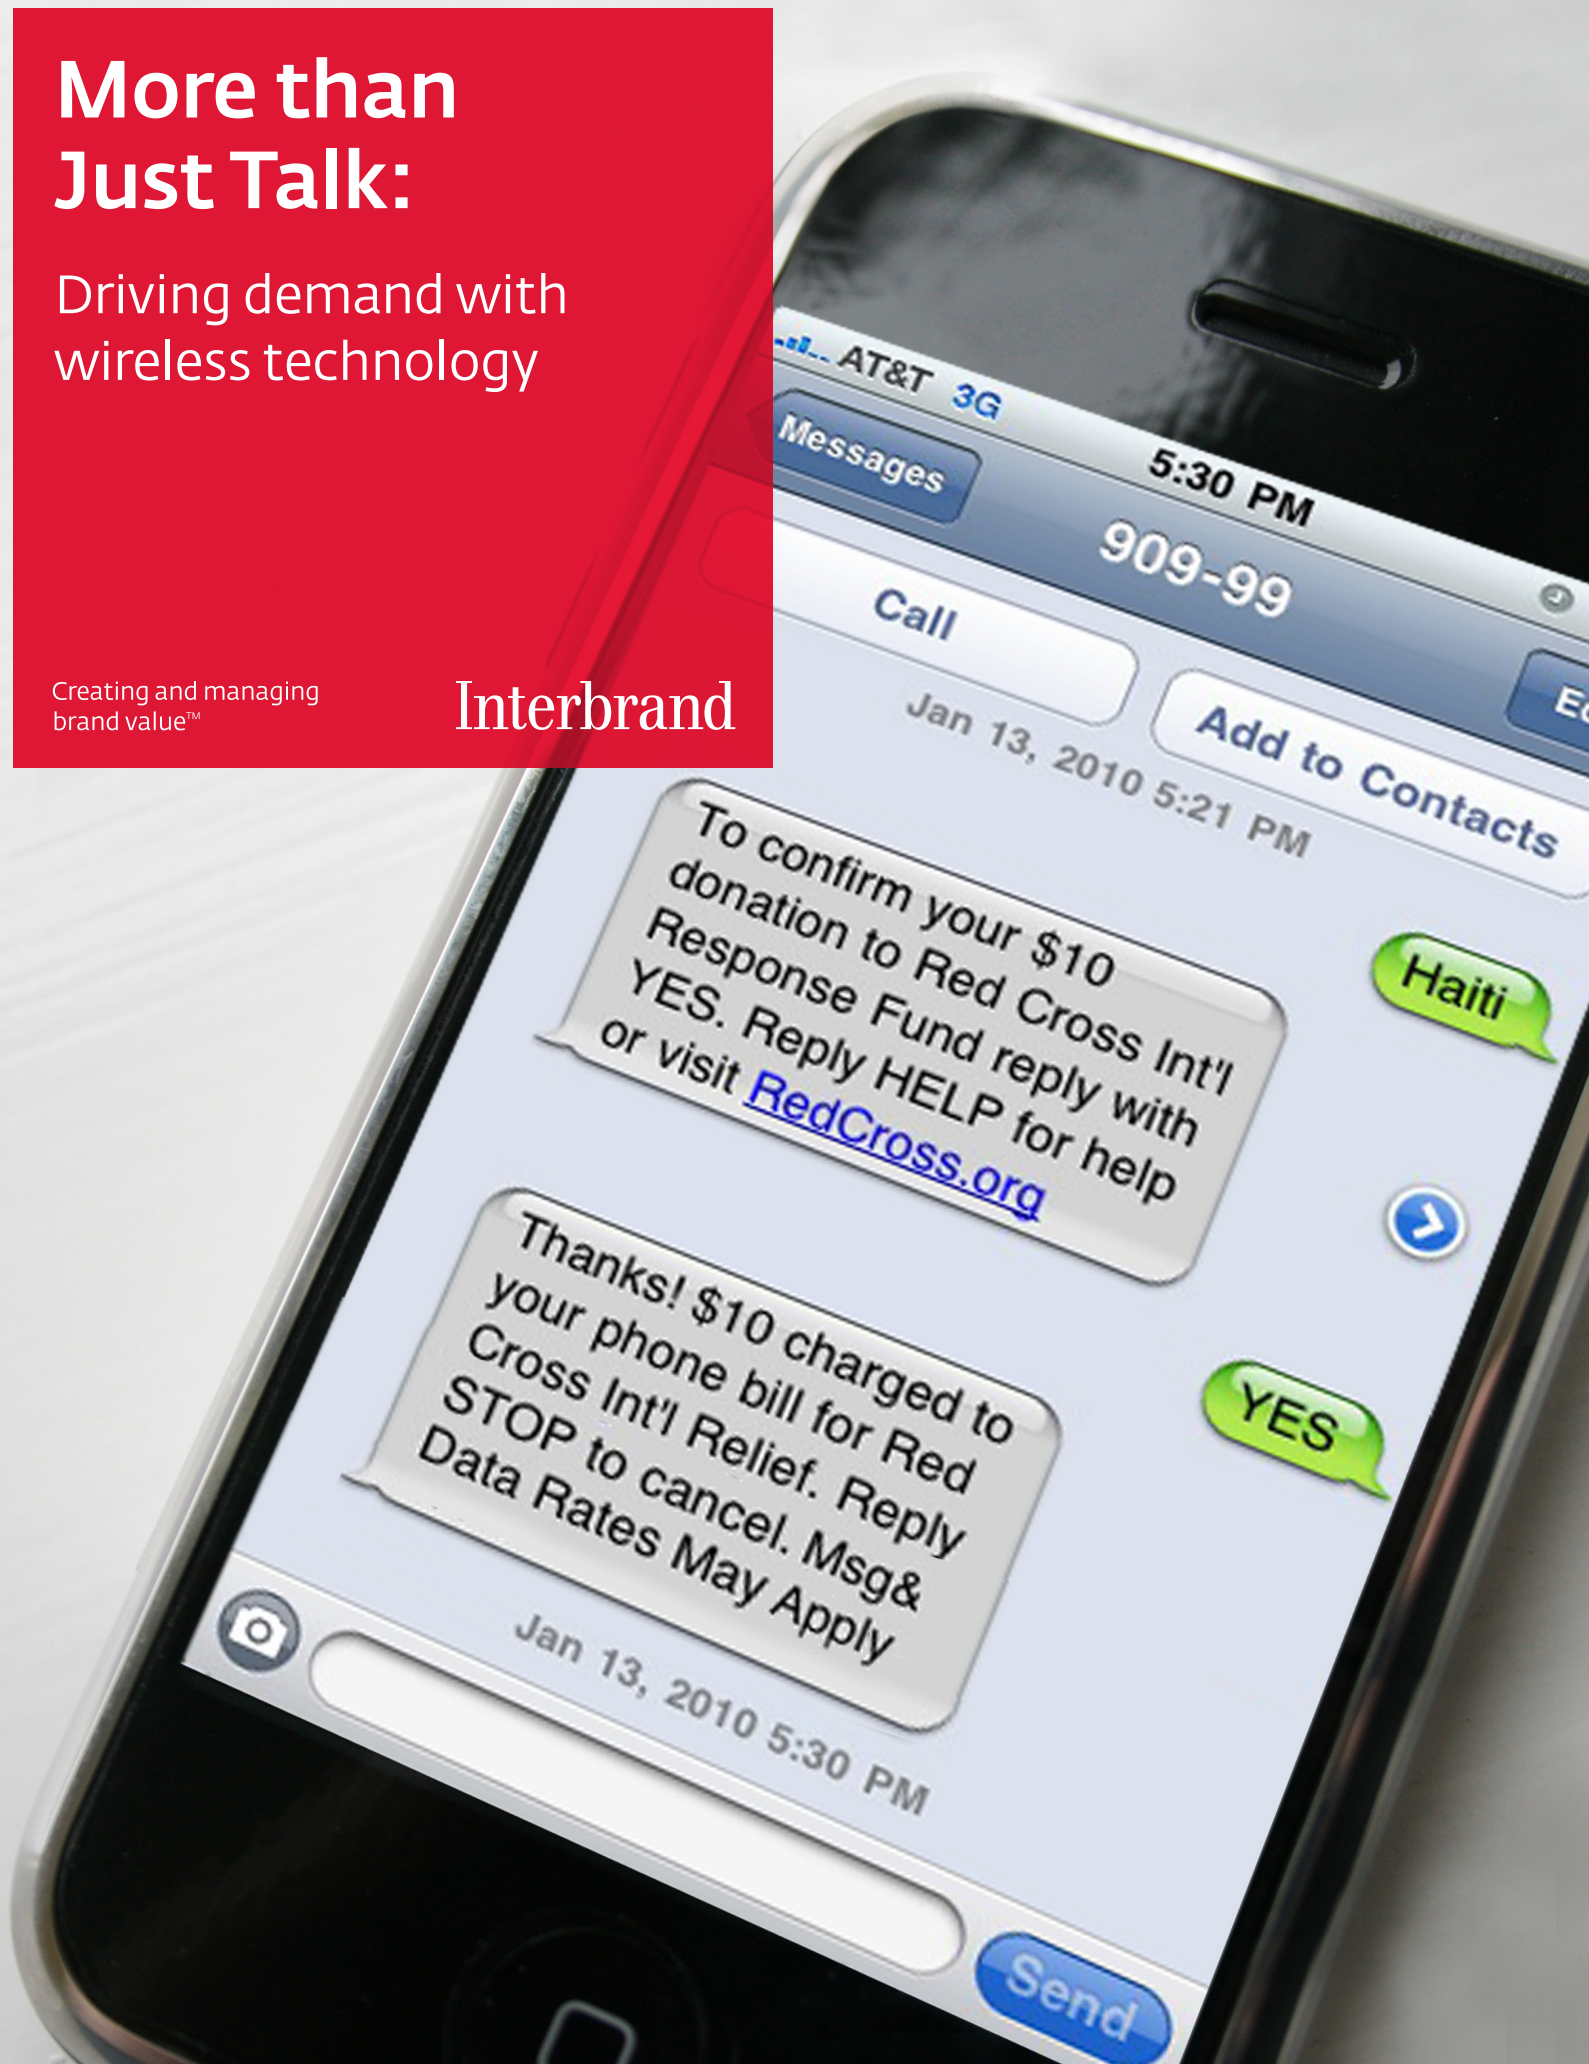 More than
Just Talk:
Driving demand with
wireless technology
Creating and managing
brand value™
Interbrand
AT&T 3G
5:30 PM
Messages
909-99
Call
Add to Contacts
Jan 13, 2010 5:21 PM
Haiti
To confirm your $10
donation to Red Cross Int'l
Response Fund reply with
YES. Reply HELP for help
or visit RedCross.org
YES
Thanks! $10 charged to
your phone bill for Red
Cross Int'l Relief. Reply
STOP to cancel. Msg&
Data Rates May Apply
Jan 13, 2010 5:30 PM
Send